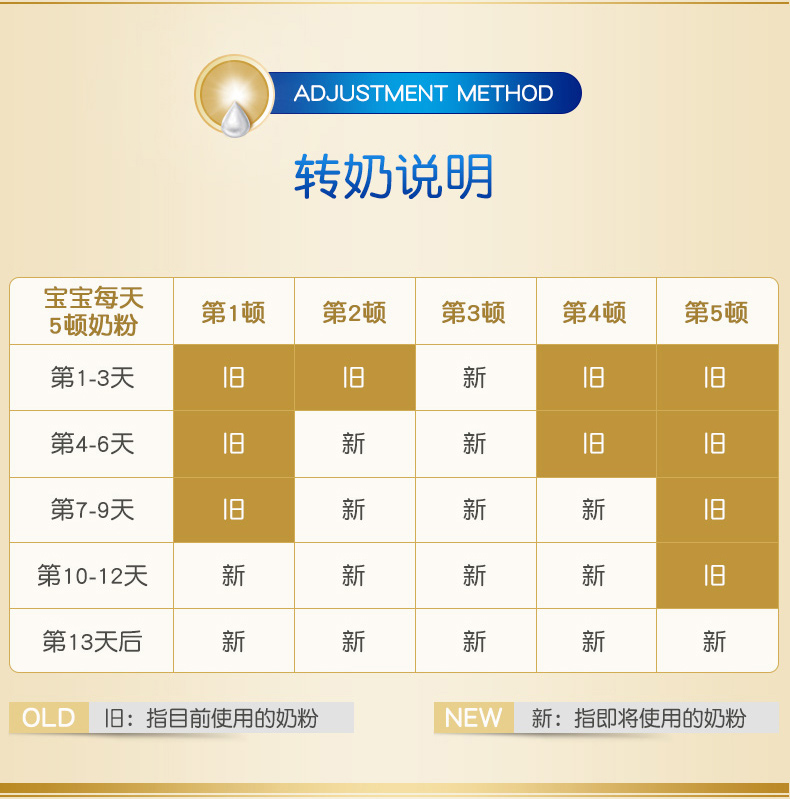 ADJUSTMENT METHOD
转奶说明
宝宝每天
5顿奶粉
第1顿 第2顿 第3顿 第4顿 第5顿
第1-3天 旧 旧 新 旧 旧
第4-6天 旧 新 新 旧 旧
第7-9天 旧 新 新 新 旧
第10-12天 新 新 新 新 旧
第13天后 新 新 新 新 新
OLD 旧：指目前使用的奶粉 NEW 新：指即将使用的奶粉